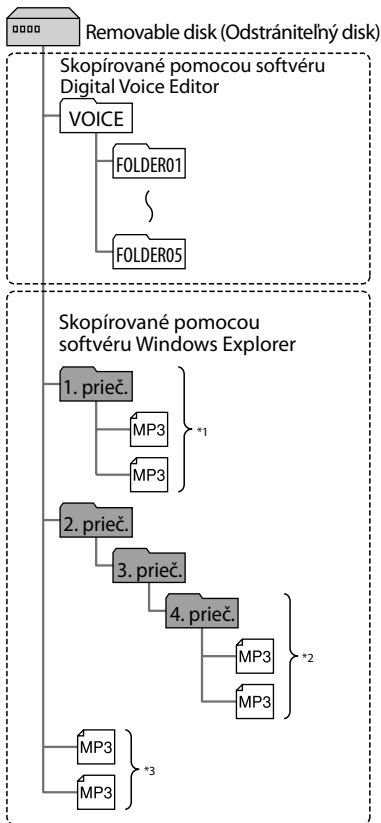 Removable disk (Odstrániteľný disk)
Skopírované pomocou softvéru
Digital Voice Editor
VOICE
FOLDER01
FOLDER05
Skopírované pomocou
softvéru Windows Explorer
1. prieč.
MP3
*1
MP3
2. prieč.
3. prieč.
4. prieč.
MP3
*2
MP3
MP3
*3
MP3